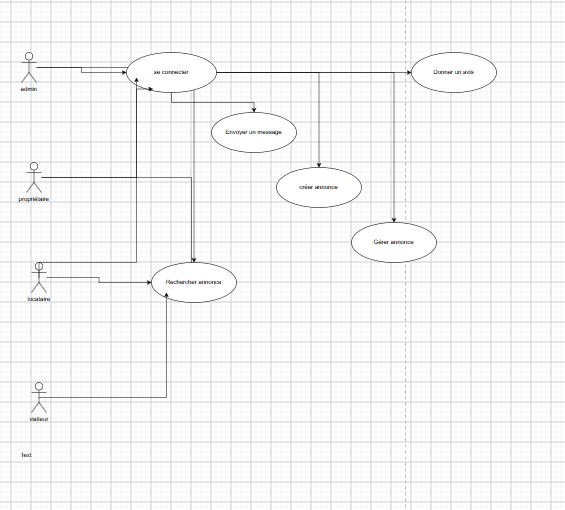 se connecter
Donner un avis
admin
Envoyer un message
propriétaire
créer annonce
Gérer annonce
Rechercher annonce
locataire
visiteur
Text